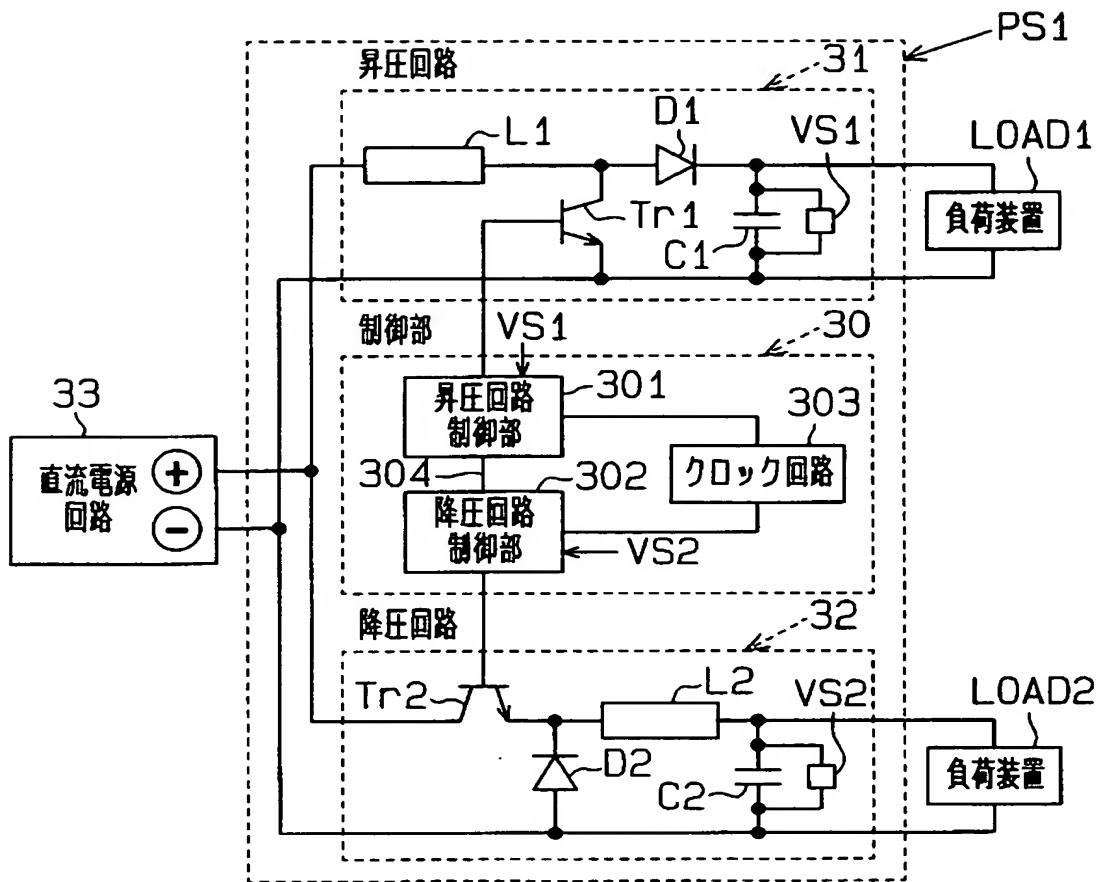 PS1
昇圧回路
31
L1
D1
VS1
LOAD1
Tr1
C1
負荷装置
制御部
VS1
30
33
昇圧回路
制御部
301
303
直流電源
回路
+
−
304
302
クロック回路
降圧回路
制御部
VS2
降圧回路
32
Tr2
L2
VS2
LOAD2
D2
C2
負荷装置